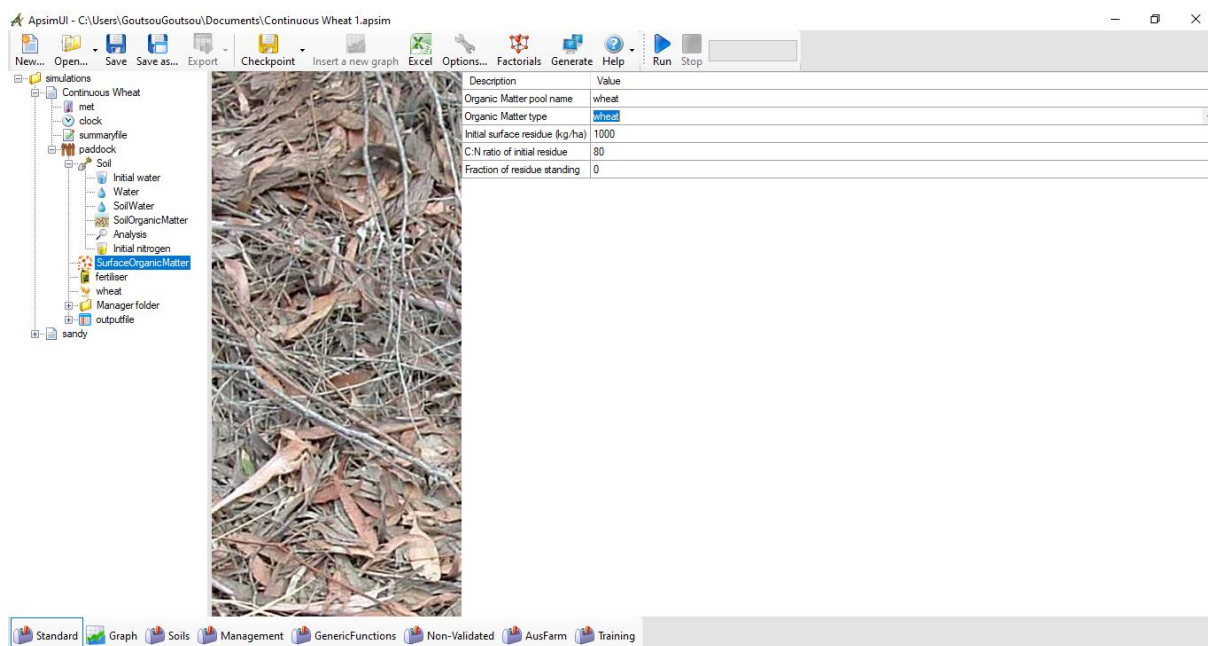 ApsimUI - C:\Users\GoutsouGoutsou\Documents\Continuous Wheat 1.apsim
New... Open... Save Save as... Export Checkpoint Insert a new graph Excel Options... Factorials Generate Help Run Stop
simulations
Continuous Wheat
met
clock
summaryfile
paddock
Soil
Initial water
Water
SoilWater
SoilOrganicMatter
Analysis
Initial nitrogen
SurfaceOrganicMatter
fertiliser
wheat
Manager folder
outputfile
sandy
Description Value
Organic Matter pool name wheat
Organic Matter type wheat
Initial surface residue (kg/ha) 1000
C:N ratio of initial residue 80
Fraction of residue standing 0
Standard Graph Soils Management GenericFunctions Non-Validated AusFarm Training